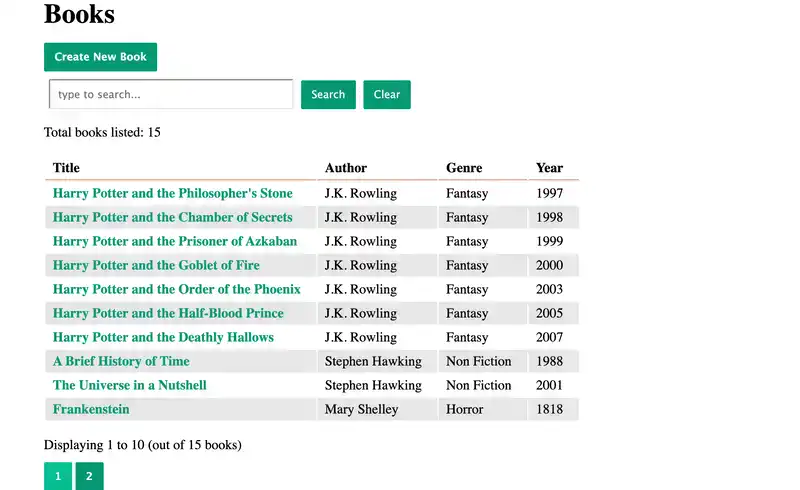 Books
Create New Book
type to search...
Search Clear
Total books listed: 15
Title Author Genre Year
Harry Potter and the Philosopher's Stone J.K. Rowling Fantasy 1997
Harry Potter and the Chamber of Secrets J.K. Rowling Fantasy 1998
Harry Potter and the Prisoner of Azkaban J.K. Rowling Fantasy 1999
Harry Potter and the Goblet of Fire J.K. Rowling Fantasy 2000
Harry Potter and the Order of the Phoenix J.K. Rowling Fantasy 2003
Harry Potter and the Half-Blood Prince J.K. Rowling Fantasy 2005
Harry Potter and the Deathly Hallows J.K. Rowling Fantasy 2007
A Brief History of Time Stephen Hawking Non Fiction 1988
The Universe in a Nutshell Stephen Hawking Non Fiction 2001
Frankenstein Mary Shelley Horror 1818
Displaying 1 to 10 (out of 15 books)
1 2